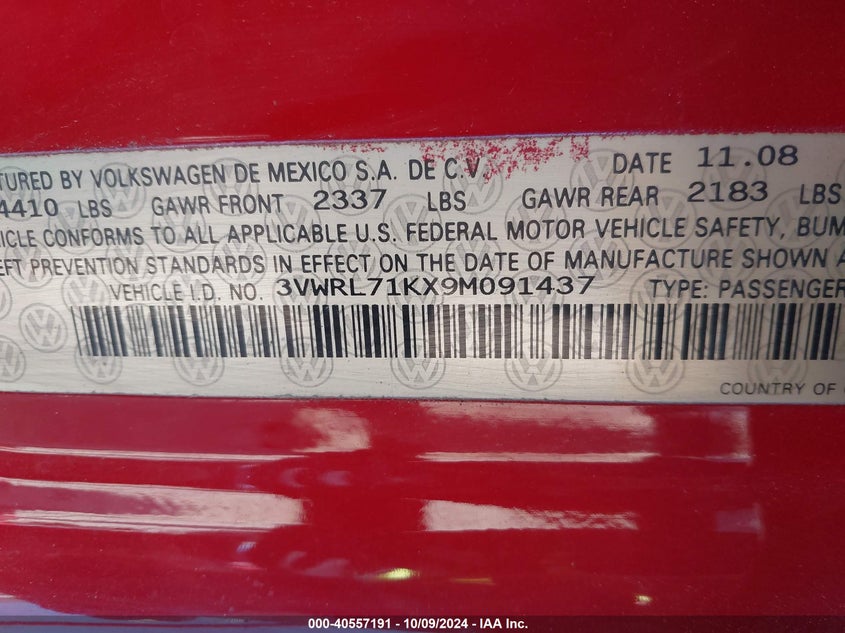 TURED BY VOLKSWAGEN DE MEXICO S.A. DE C.V. DATE 11.08
4410 LBS GAWR FRONT 2337 LBS GAWR REAR 2183 LBS
ICLE CONFORMS TO ALL APPLICABLE U.S. FEDERAL MOTOR VEHICLE SAFETY, BUM
EFT PREVENTION STANDARDS IN EFFECT ON THE DATE OF MANUFACTURE SHOWN A
VEHICLE I.D. NO. 3VWRL71KX9M091437 TYPE: PASSENGER
COUNTRY OF
000-40557191 - 10/09/2024 - IAA Inc.